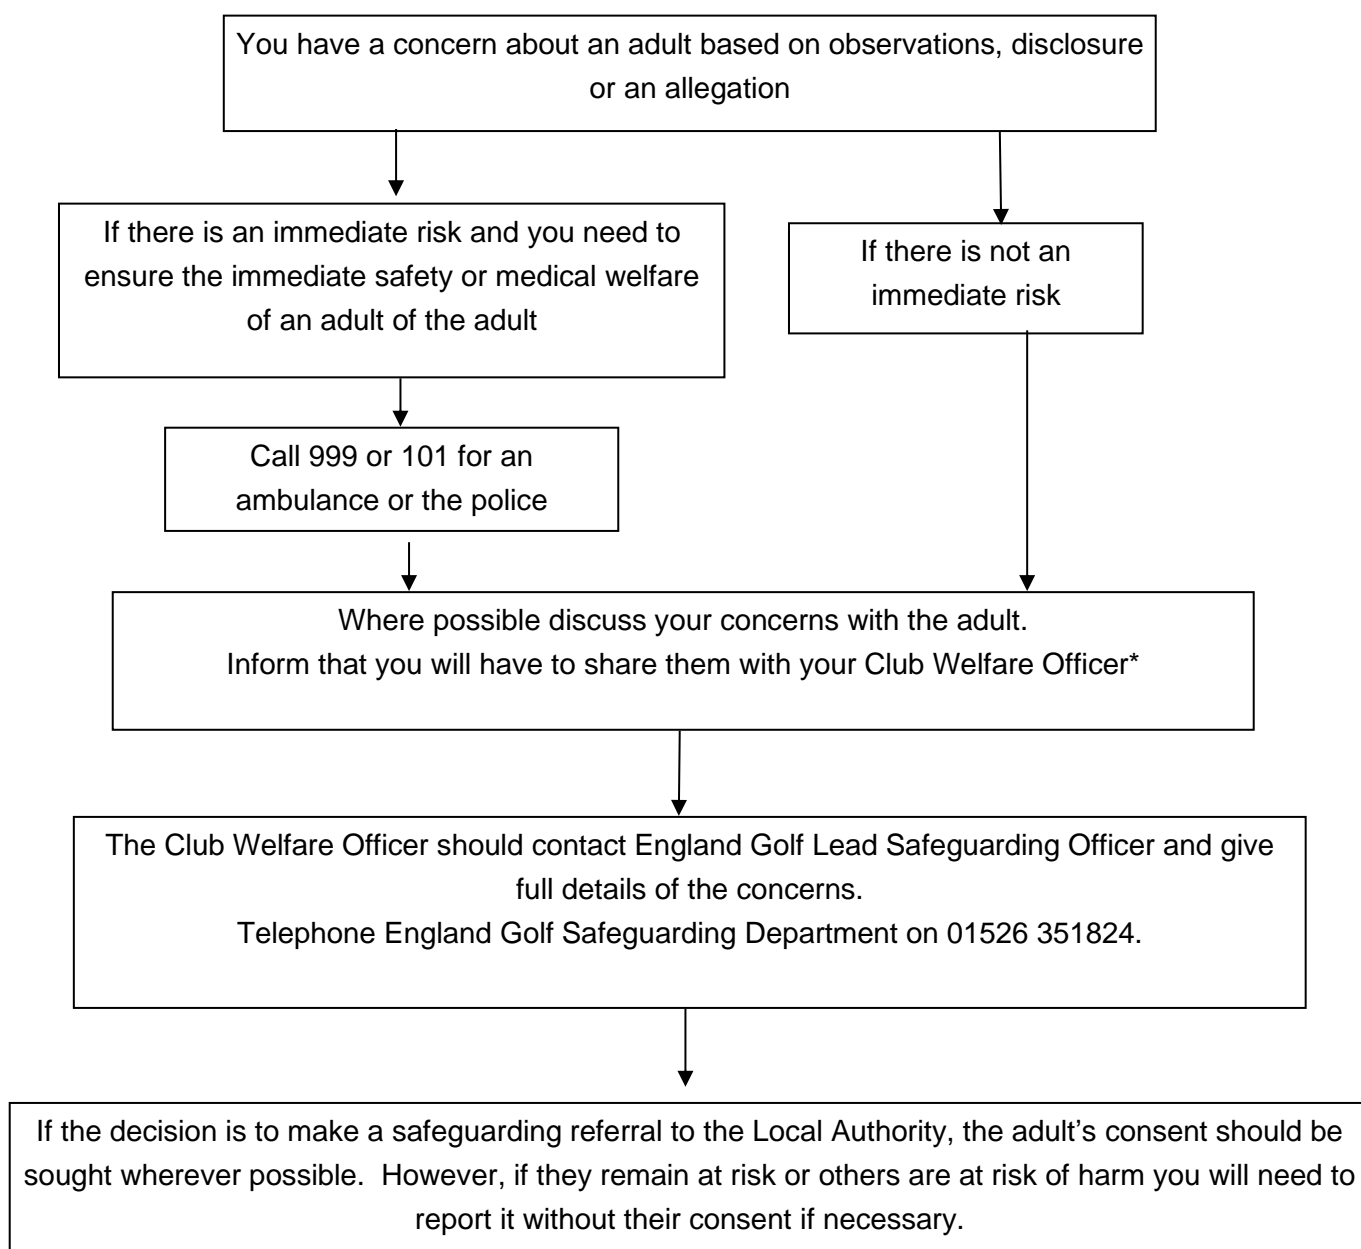 You have a concern about an adult based on observations, disclosure
or an allegation
If there is an immediate risk and you need to
ensure the immediate safety or medical welfare
of an adult of the adult
If there is not an
immediate risk
Call 999 or 101 for an
ambulance or the police
Where possible discuss your concerns with the adult.
Inform that you will have to share them with your Club Welfare Officer*
The Club Welfare Officer should contact England Golf Lead Safeguarding Officer and give
full details of the concerns.
Telephone England Golf Safeguarding Department on 01526 351824.
If the decision is to make a safeguarding referral to the Local Authority, the adult’s consent should be
sought wherever possible.  However, if they remain at risk or others are at risk of harm you will need to
report it without their consent if necessary.